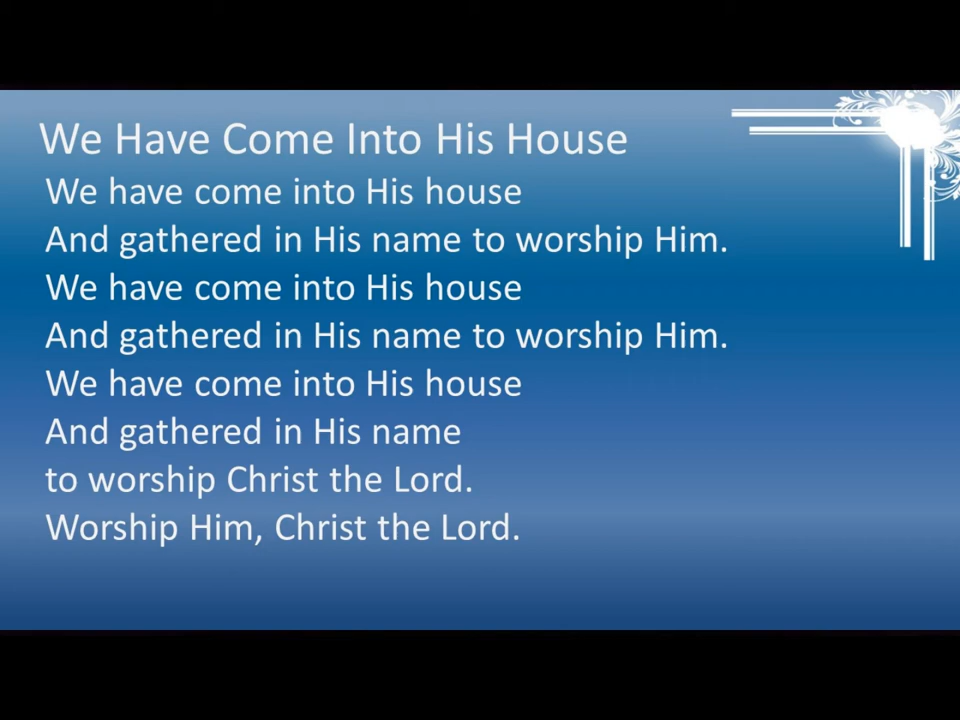 We Have Come Into His House
We have come into His house
And gathered in His name to worship Him.
We have come into His house
And gathered in His name to worship Him.
We have come into His house
And gathered in His name
to worship Christ the Lord.
Worship Him, Christ the Lord.